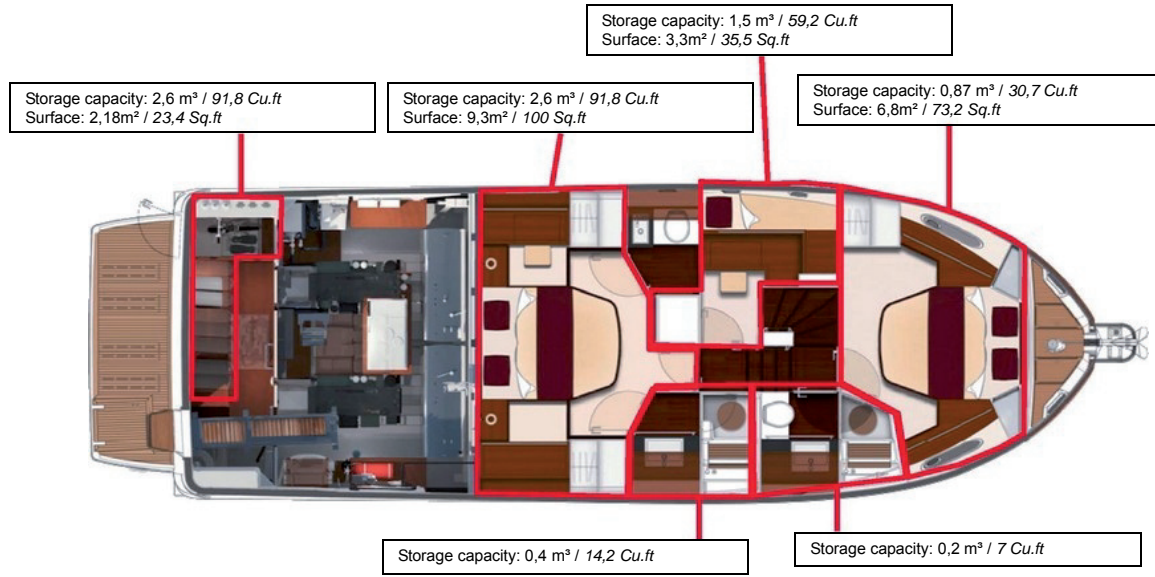 Storage capacity: 1,5 m³ / 59,2 Cu.ft
Surface: 3,3m² / 35,5 Sq.ft
Storage capacity: 2,6 m³ / 91,8 Cu.ft
Surface: 2,18m² / 23,4 Sq.ft
Storage capacity: 2,6 m³ / 91,8 Cu.ft
Surface: 9,3m² / 100 Sq.ft
Storage capacity: 0,87 m³ / 30,7 Cu.ft
Surface: 6,8m² / 73,2 Sq.ft
Storage capacity: 0,4 m³ / 14,2 Cu.ft
Storage capacity: 0,2 m³ / 7 Cu.ft